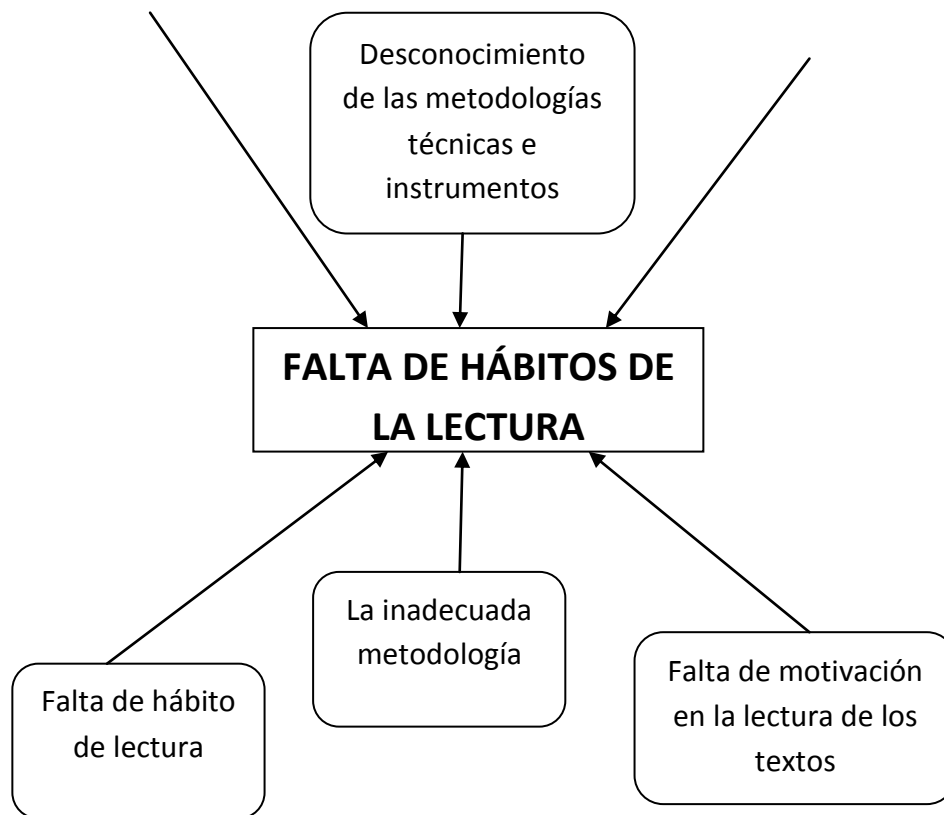 Desconocimiento
de las metodologías
técnicas e
instrumentos
FALTA DE HÁBITOS DE
LA LECTURA
La inadecuada
metodología
Falta de hábito
de lectura
Falta de motivación
en la lectura de los
textos